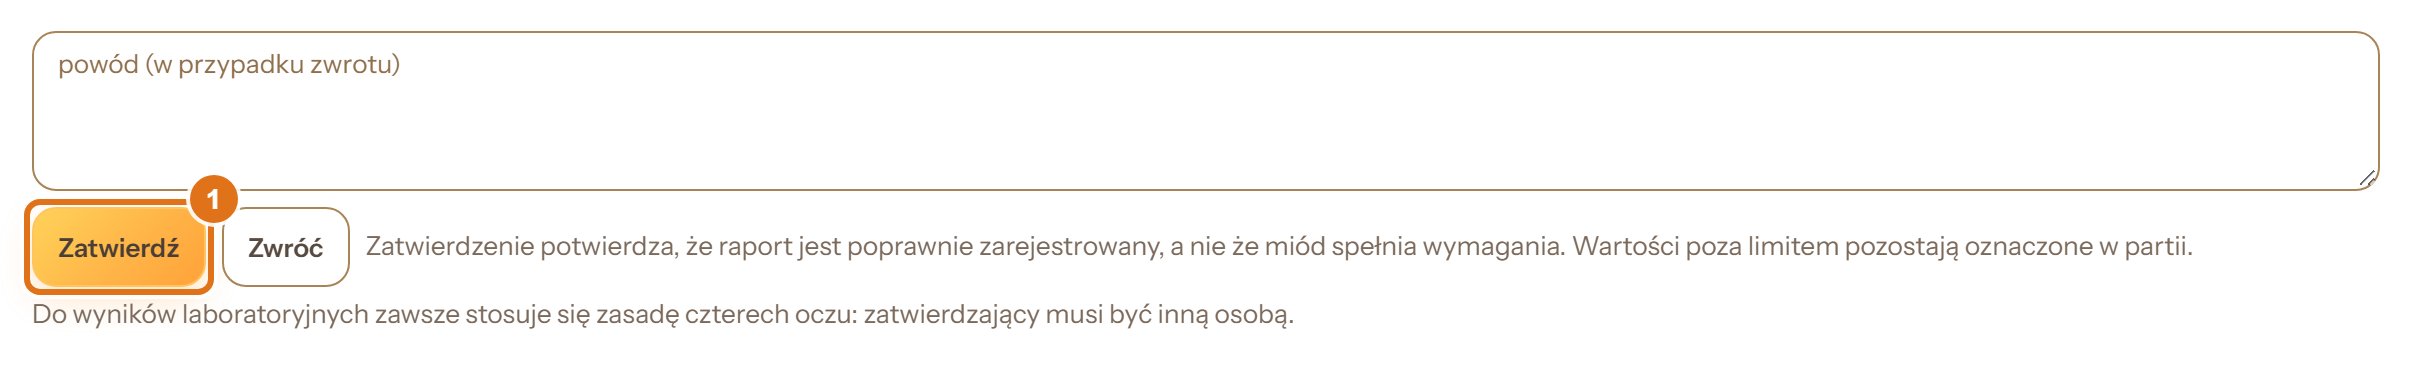 powód (w przypadku zwrotu)
1
Zatwierdź Zwróć Zatwierdzenie potwierdza, że raport jest poprawnie zarejestrowany, a nie że miód spełnia wymagania. Wartości poza limitem pozostają oznaczone w partii.
Do wyników laboratoryjnych zawsze stosuje się zasadę czterech oczu: zatwierdzający musi być inną osobą.